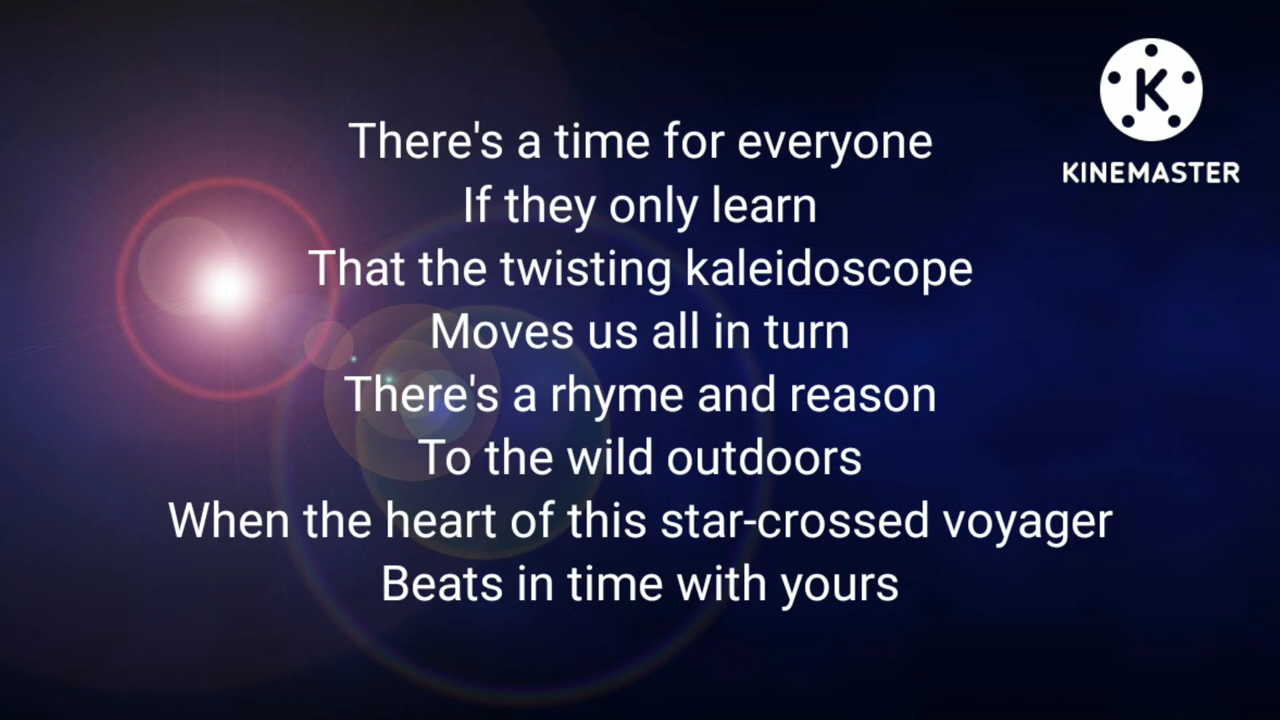 There's a time for everyone
If they only learn
That the twisting kaleidoscope
Moves us all in turn
There's a rhyme and reason
To the wild outdoors
When the heart of this star-crossed voyager
Beats in time with yours
K
KINEMASTER